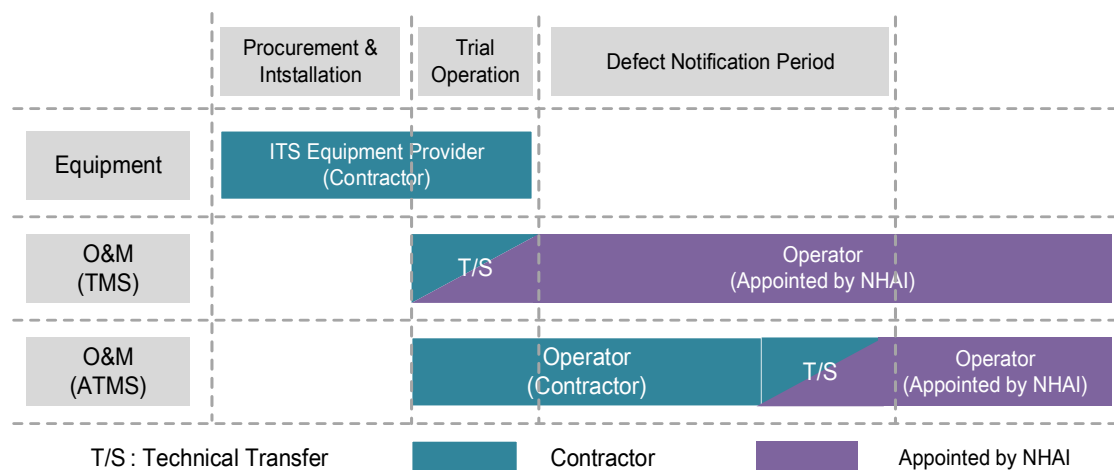 Procurement &
Intstallation
Trial
Operation
Defect Notification Period
Equipment
ITS Equipment Provider
(Contractor)
O&M
(TMS)
T/S
Operator
(Appointed by NHAI)
O&M
(ATMS)
Operator
(Contractor)
T/S
Operator
(Appointed by NHAI)
T/S : Technical Transfer
Contractor
Appointed by NHAI